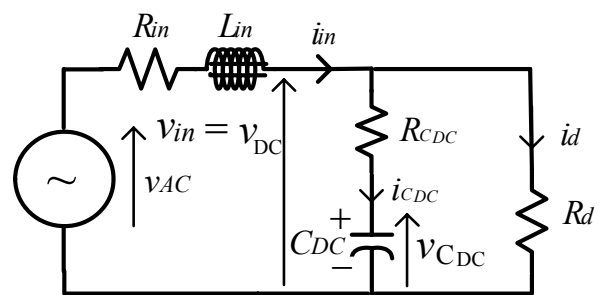 Rin
Lin
iin
vin = vDC
RCDC
id
vAC
~
iCDC
Rd
CDC
+
−
vCDC